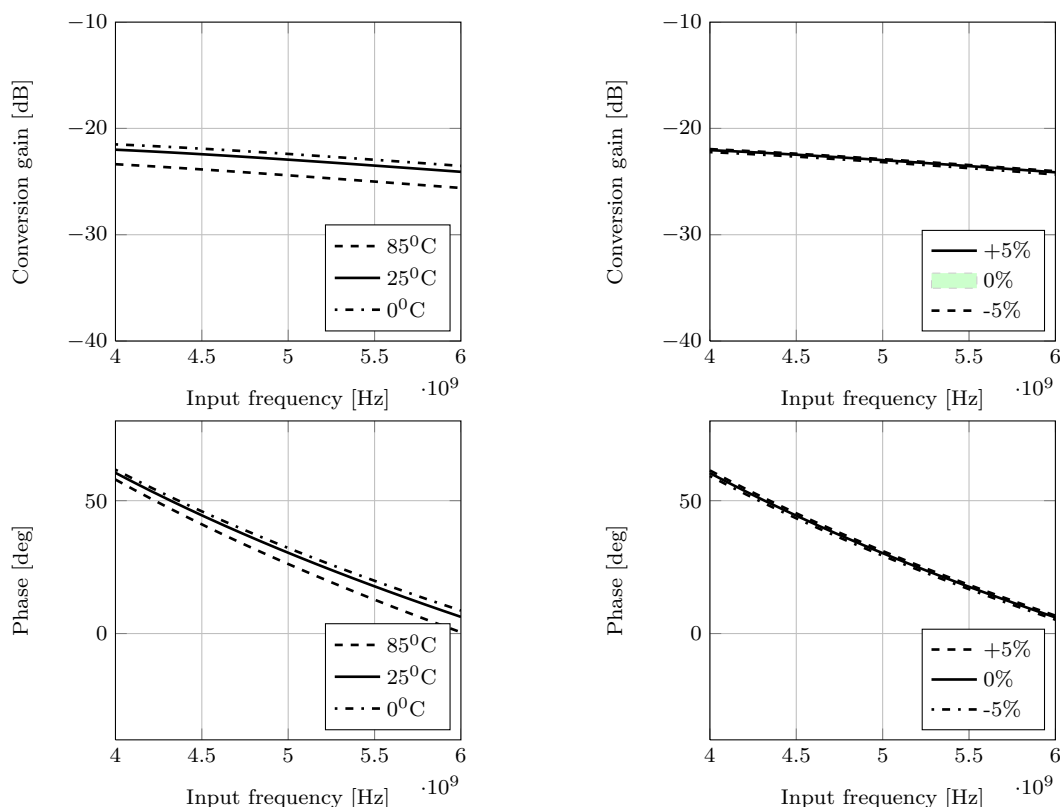 −10
−20
−30
−40
Conversion gain [dB]
85⁰C
25⁰C
0⁰C
4 4.5 5 5.5 6
·10⁹
Input frequency [Hz]
−10
−20
−30
−40
Conversion gain [dB]
+5%
0%
-5%
4 4.5 5 5.5 6
·10⁹
Input frequency [Hz]
50
0
Phase [deg]
85⁰C
25⁰C
0⁰C
4 4.5 5 5.5 6
·10⁹
Input frequency [Hz]
50
0
Phase [deg]
+5%
0%
-5%
4 4.5 5 5.5 6
·10⁹
Input frequency [Hz]